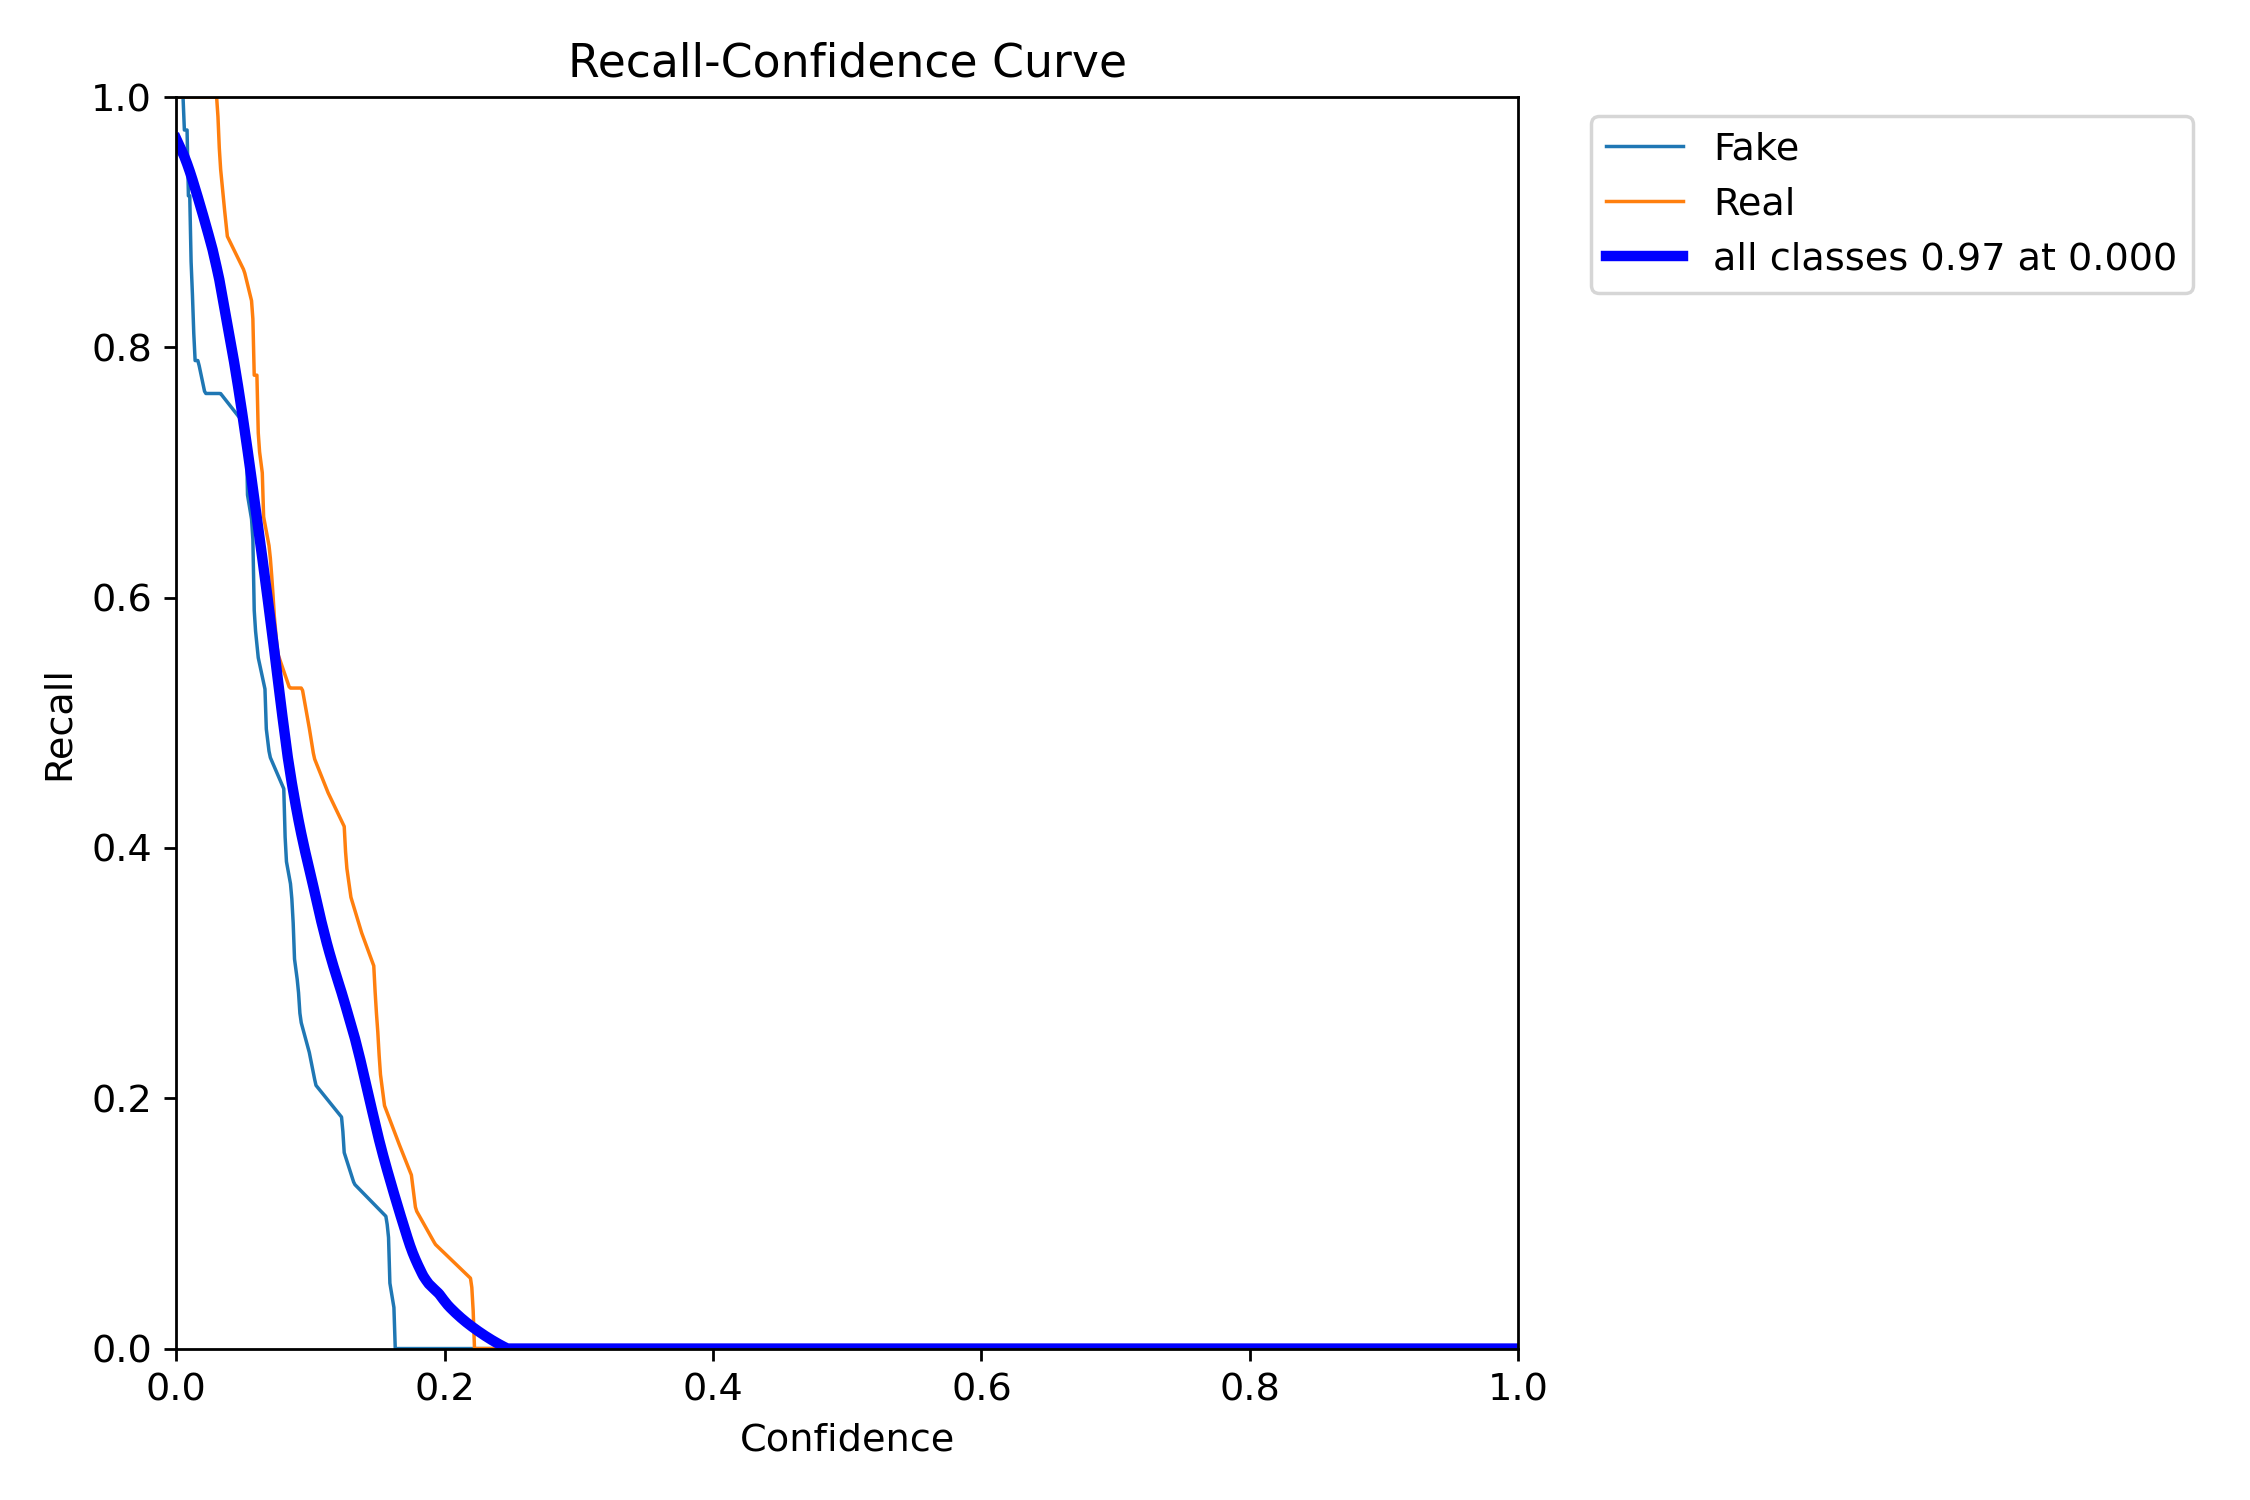 Recall-Confidence Curve
1.0
0.8
0.6
0.4
0.2
0.0
Recall
0.0 0.2 0.4 0.6 0.8 1.0
Confidence
Fake
Real
all classes 0.97 at 0.000